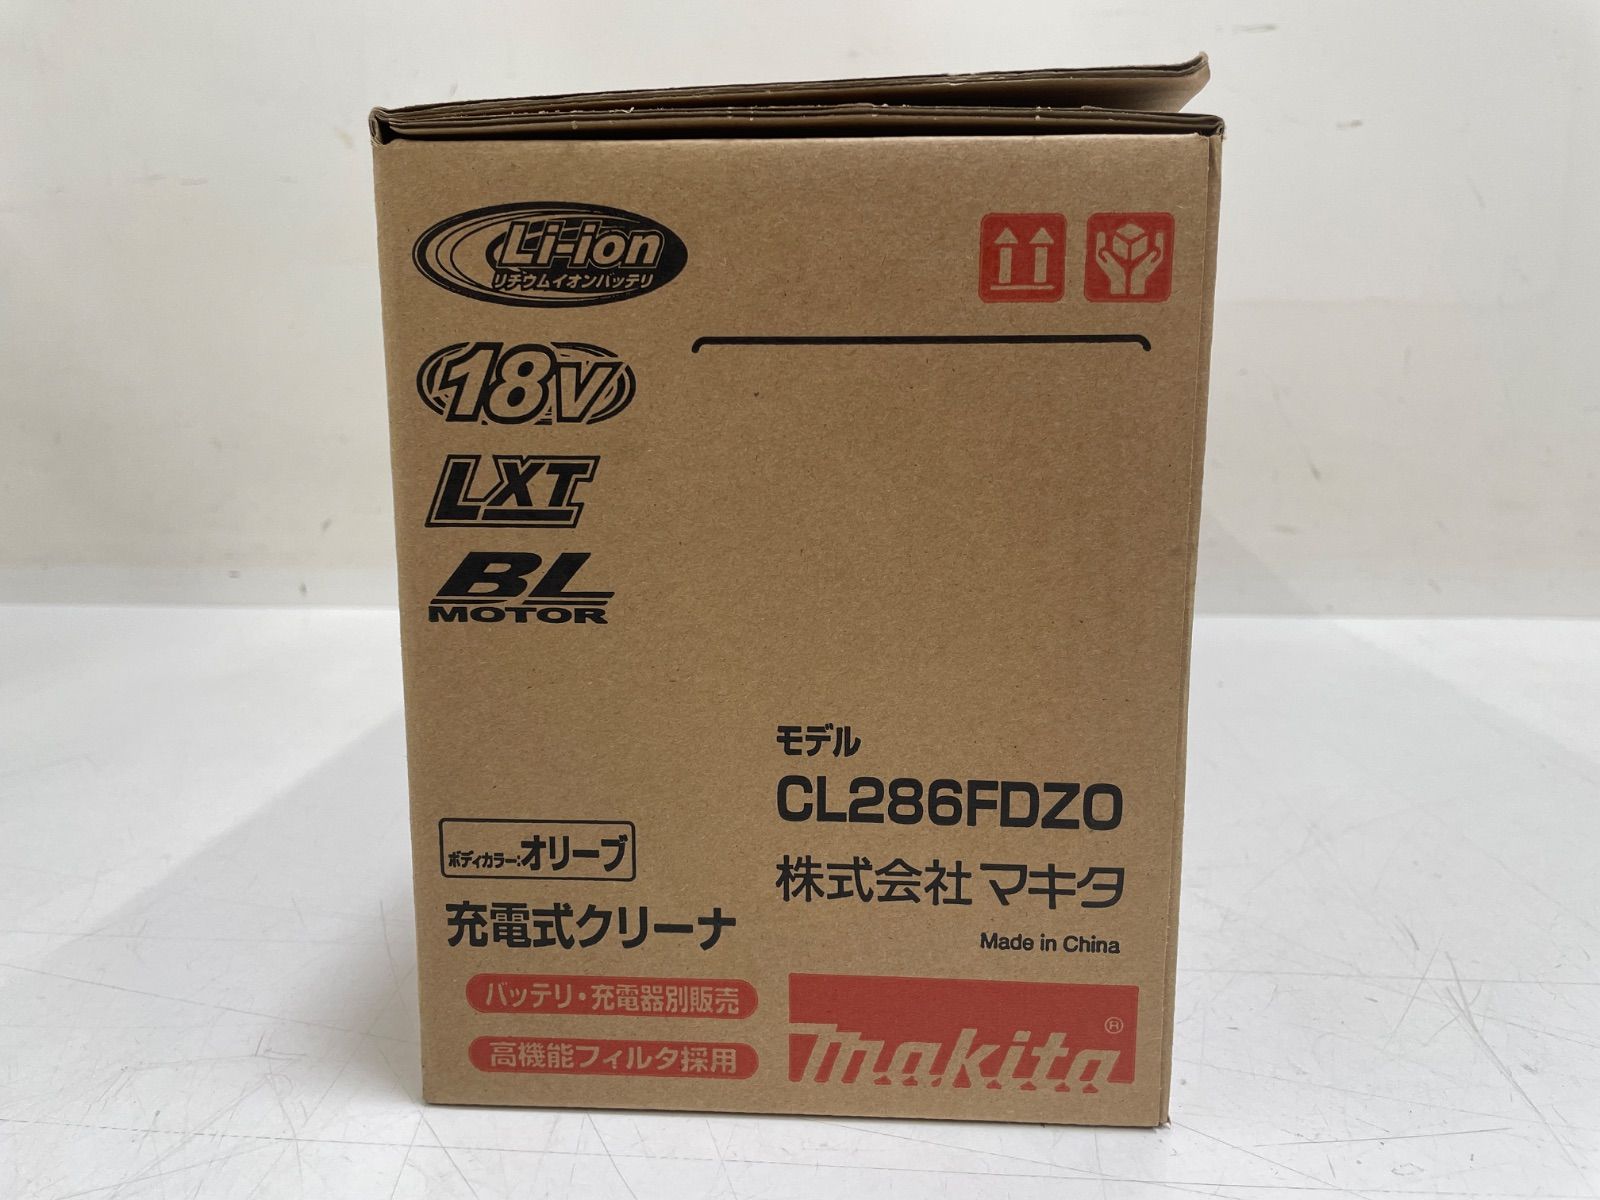 Li-ion
リチウムイオンバッテリ
18V
LXT
BL
MOTOR
モデル
CL286FDZO
株式会社マキタ
Made in China
ボディカラー:オリーブ
充電式クリーナ
バッテリ・充電器別販売
高機能フィルタ採用
makita®